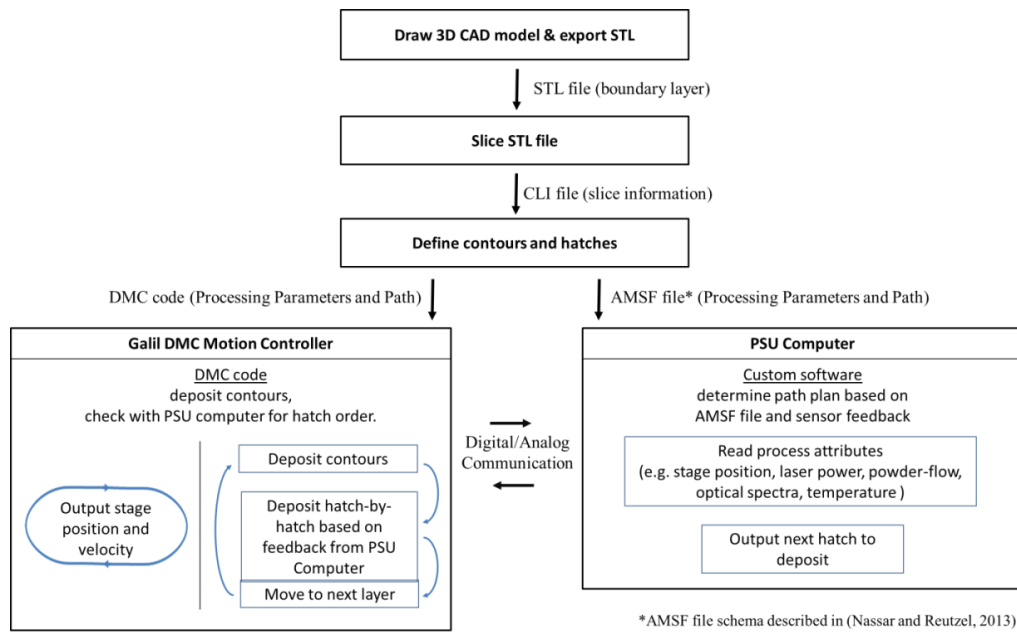 Draw 3D CAD model & export STL
STL file (boundary layer)
Slice STL file
CLI file (slice information)
Define contours and hatches
DMC code (Processing Parameters and Path)
AMSF file* (Processing Parameters and Path)
Galil DMC Motion Controller
DMC code
deposit contours,
check with PSU computer for hatch order.
Output stage
position and
velocity
Deposit contours
Deposit hatch-by-
hatch based on
feedback from PSU
Computer
Move to next layer
Digital/Analog
Communication
PSU Computer
Custom software
determine path plan based on
AMSF file and sensor feedback
Read process attributes
(e.g. stage position, laser power, powder-flow,
optical spectra, temperature )
Output next hatch to
deposit
*AMSF file schema described in (Nassar and Reutzel, 2013)